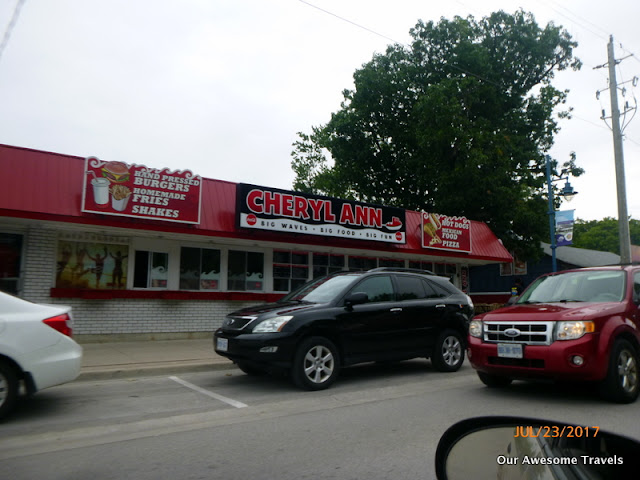 HAND PRESSED
BURGERS
HOMEMADE
FRIES
SHAKES
CHERYL ANN
BIG WAVES • BIG FOOD • BIG FUN
HOT DOGS
MEXICAN
FOOD
PIZZA
JUL/23/2017
Our Awesome Travels